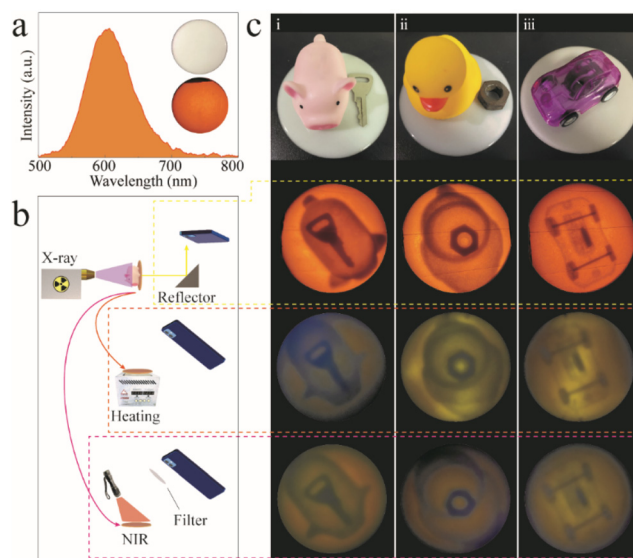 a
Intensity (a.u.)
500 600 700 800
Wavelength (nm)
b
X-ray
Reflector
Heating
NIR
Filter
c
i
ii
iii